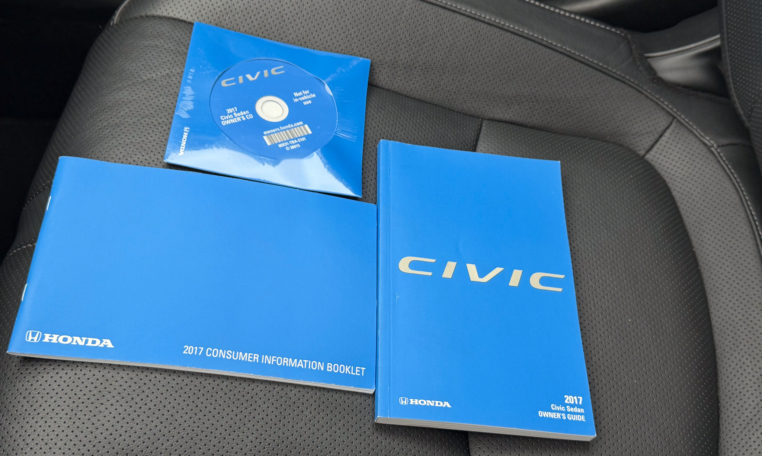 CIVIC
2017
Civic Sedan
OWNER'S CD
Not for
in-vehicle
use
owners.honda.com
HONDA
HONDA
2017 CONSUMER INFORMATION BOOKLET
CIVIC
HONDA
2017
Civic Sedan
OWNER'S GUIDE